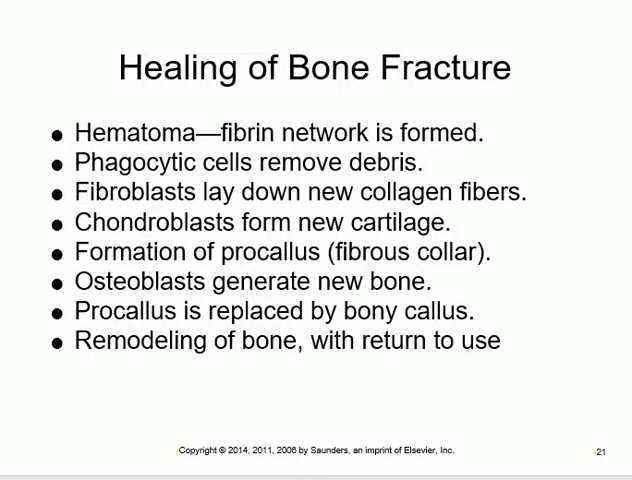 Healing of Bone Fracture
● Hematoma—fibrin network is formed.
● Phagocytic cells remove debris.
● Fibroblasts lay down new collagen fibers.
● Chondroblasts form new cartilage.
● Formation of procallus (fibrous collar).
● Osteoblasts generate new bone.
● Procallus is replaced by bony callus.
● Remodeling of bone, with return to use
Copyright © 2014, 2011, 2006 by Saunders, an imprint of Elsevier, Inc.
21